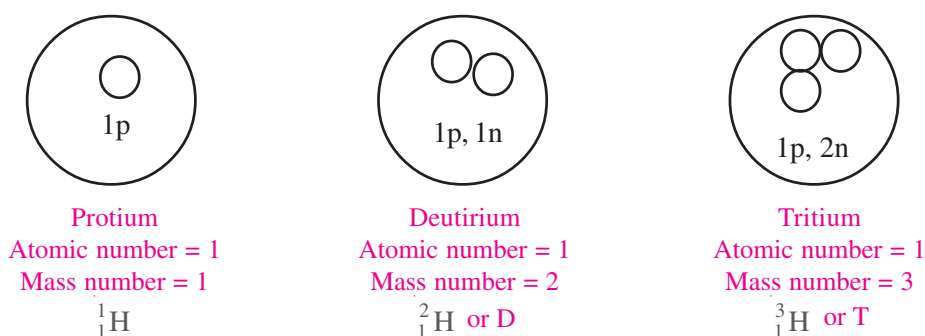 1p
1p, 1n
1p, 2n
Protium
Atomic number = 1
Mass number = 1
¹₁H
Deutirium
Atomic number = 1
Mass number = 2
²₁H or D
Tritium
Atomic number = 1
Mass number = 3
³₁H or T